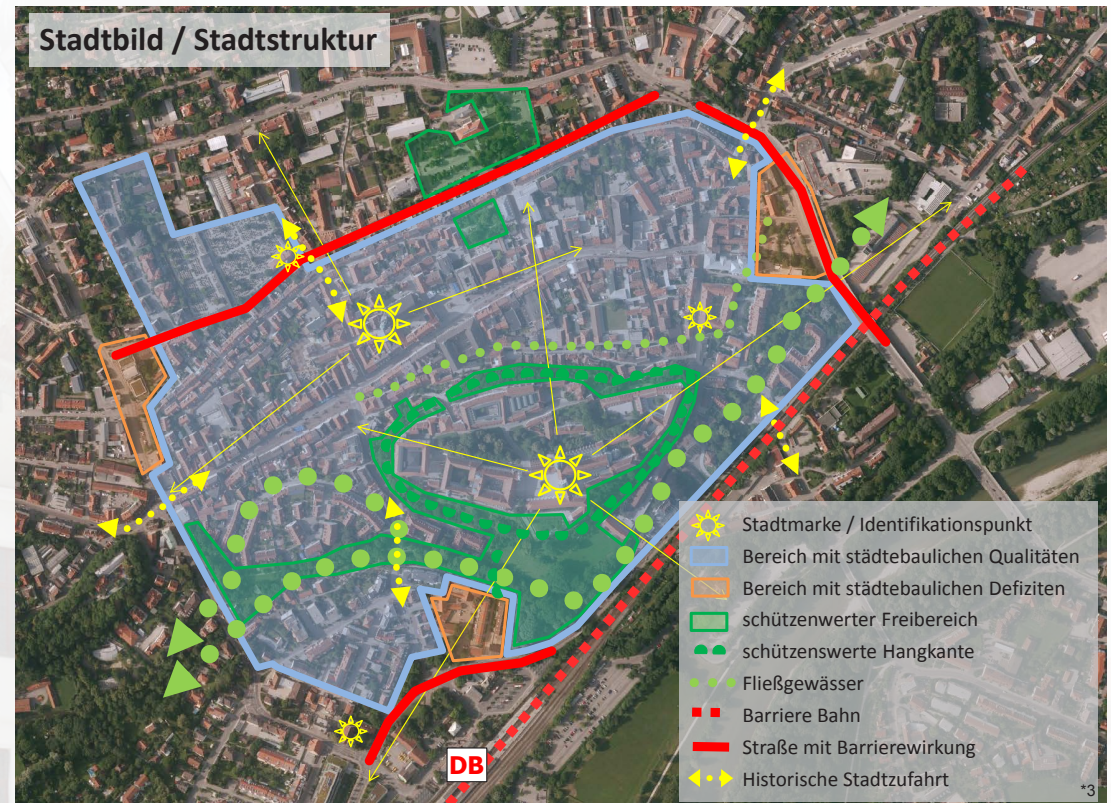 Stadtbild / Stadtstruktur
DB
Stadtmarke / Identifikationspunkt
Bereich mit städtebaulichen Qualitäten
Bereich mit städtebaulichen Defiziten
schützenwerter Freibereich
schützenswerte Hangkante
Fließgewässer
Barriere Bahn
Straße mit Barrierewirkung
Historische Stadtzufahrt
*3